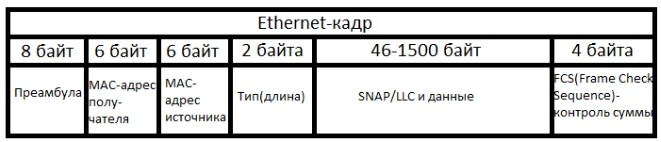 Ethernet-кадр
8 байт 6 байт 6 байт 2 байта 46-1500 байт 4 байта
Преамбула
MAC-адрес
полу-
чателя
MAC-
адрес
источника
Тип(длина)
SNAP/LLC и данные
FCS(Frame Check
Sequence)-
контроль суммы